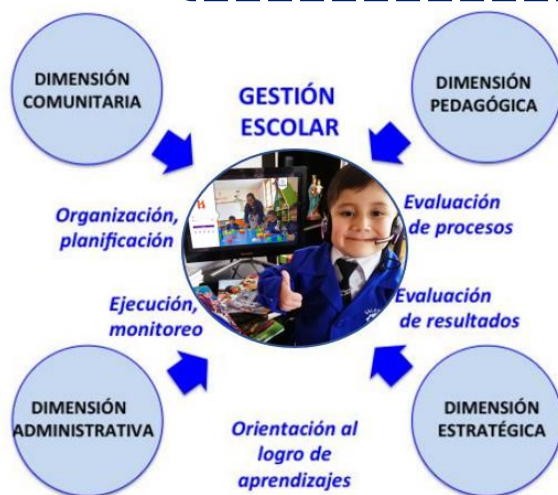 DIMENSIÓN
COMUNITARIA
GESTIÓN
ESCOLAR
DIMENSIÓN
PEDAGÓGICA
Organización,
planificación
Evaluación
de procesos
Ejecución,
monitoreo
Evaluación
de resultados
DIMENSIÓN
ADMINISTRATIVA
Orientación al
logro de
aprendizajes
DIMENSIÓN
ESTRATÉGICA